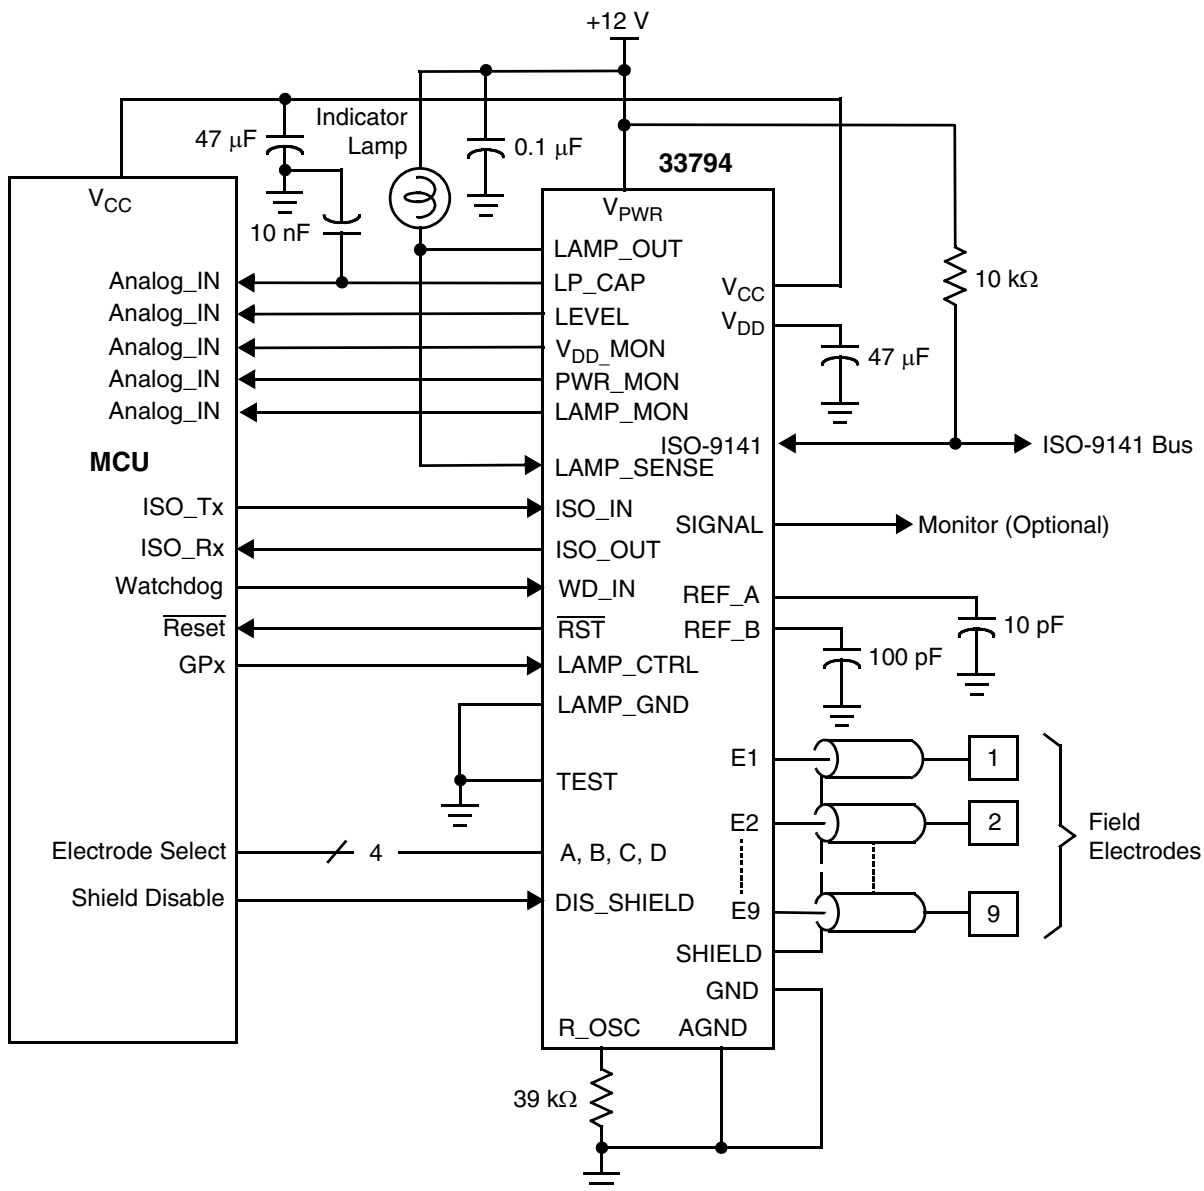 +12 V
47 μF
Indicator
Lamp
0.1 μF
33794
10 nF
V_CC
MCU
Analog_IN
Analog_IN
Analog_IN
Analog_IN
Analog_IN
ISO_Tx
ISO_Rx
Watchdog
Reset
GPx
Electrode Select
4
Shield Disable
V_PWR
LAMP_OUT
LP_CAP
LEVEL
V_DD_MON
PWR_MON
LAMP_MON
LAMP_SENSE
ISO_IN
ISO_OUT
WD_IN
RST
LAMP_CTRL
LAMP_GND
TEST
A, B, C, D
DIS_SHIELD
R_OSC
AGND
39 kΩ
V_CC
V_DD
ISO-9141
SIGNAL
REF_A
REF_B
E1
E2
E9
SHIELD
GND
10 kΩ
47 μF
ISO-9141 Bus
Monitor (Optional)
10 pF
100 pF
1
2
9
Field
Electrodes